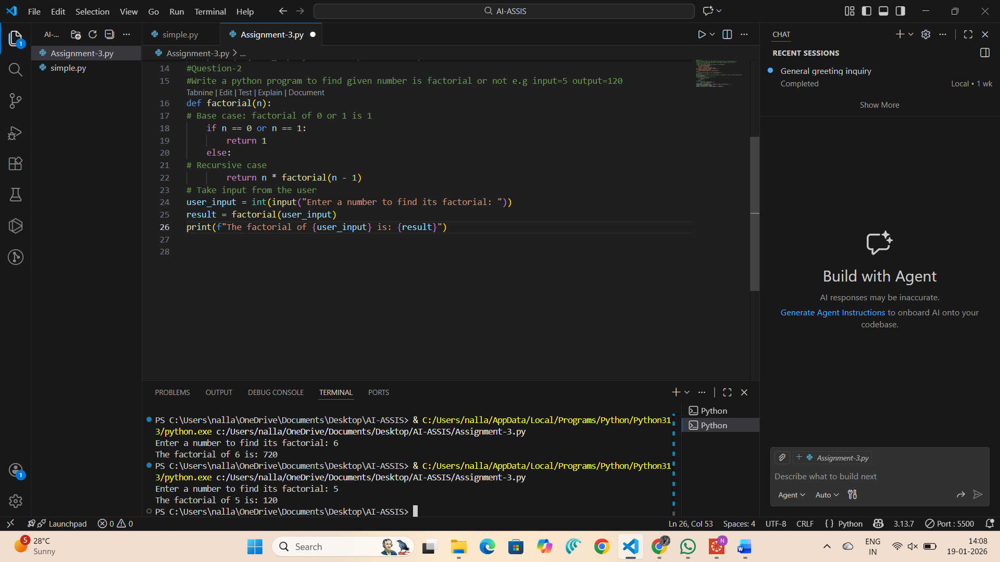 File Edit Selection View Go Run Terminal Help
AI-ASSIS
1
AI-...
Assignment-3.py
simple.py
simple.py
Assignment-3.py
Assignment-3.py > ...
14 #Question-2
15 #Write a python program to find given number is factorial or not e.g input=5 output=120
Tabnine | Edit | Test | Explain | Document
16 def factorial(n):
17 # Base case: factorial of 0 or 1 is 1
18 if n == 0 or n == 1:
19 return 1
20 else:
21 # Recursive case
22 return n * factorial(n - 1)
23 # Take input from the user
24 user_input = int(input("Enter a number to find its factorial: "))
25 result = factorial(user_input)
26 print(f"The factorial of {user_input} is: {result}")
27
28
PROBLEMS OUTPUT DEBUG CONSOLE TERMINAL PORTS
PS C:\Users\nalla\OneDrive\Documents\Desktop\AI-ASSIS> & C:/Users/nalla/AppData/Local/Programs/Python/Python31
3/python.exe c:/Users/nalla/OneDrive/Documents/Desktop/AI-ASSIS/Assignment-3.py
Enter a number to find its factorial: 6
The factorial of 6 is: 720
PS C:\Users\nalla\OneDrive\Documents\Desktop\AI-ASSIS> & C:/Users/nalla/AppData/Local/Programs/Python/Python31
3/python.exe c:/Users/nalla/OneDrive/Documents/Desktop/AI-ASSIS/Assignment-3.py
Enter a number to find its factorial: 5
The factorial of 5 is: 120
PS C:\Users\nalla\OneDrive\Documents\Desktop\AI-ASSIS>
Python
Python
CHAT
RECENT SESSIONS
General greeting inquiry
Completed Local • 1 wk
Show More
Build with Agent
AI responses may be inaccurate.
Generate Agent Instructions to onboard AI onto your
codebase.
Assignment-3.py
Describe what to build next
Agent Auto
1
Launchpad 0 0 Ln 26, Col 53 Spaces: 4 UTF-8 CRLF {} Python 3.13.7 Port : 5500
5
28°C
Sunny
Search
N
W
ENG
IN
14:08
19-01-2026